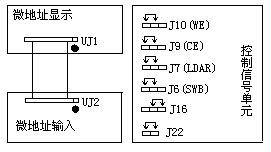 微地址显示
UJ1
UJ2
微地址输入
J10(WE)
J9(CE)
J7(LDAR)
J6(SWB)
J16
J22
控制信号单元